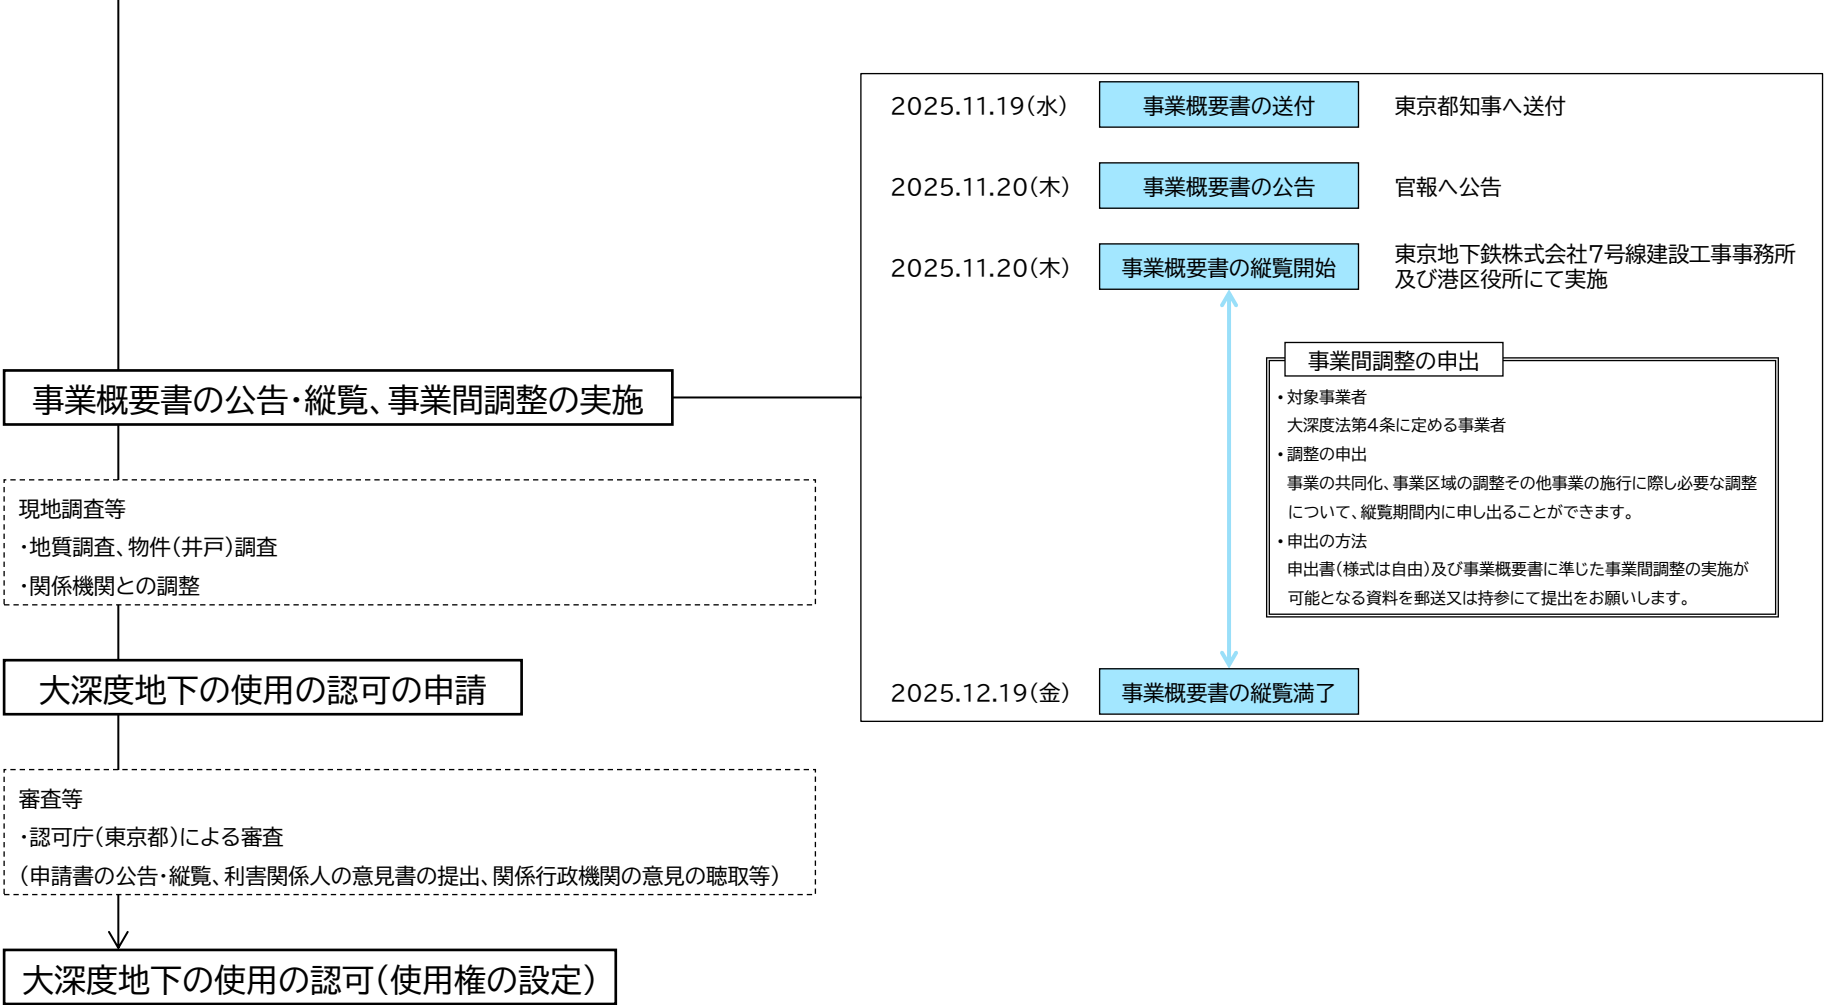 2025.11.19(水)
事業概要書の送付
東京都知事へ送付
2025.11.20(木)
事業概要書の公告
官報へ公告
2025.11.20(木)
事業概要書の縦覧開始
東京地下鉄株式会社7号線建設工事事務所
及び港区役所にて実施
事業間調整の申出
・対象事業者
大深度法第4条に定める事業者
・調整の申出
事業の共同化、事業区域の調整その他事業の施行に際し必要な調整
について、縦覧期間内に申し出ることができます。
・申出の方法
申出書(様式は自由)及び事業概要書に準じた事業間調整の実施が
可能となる資料を郵送又は持参にて提出をお願いします。
2025.12.19(金)
事業概要書の縦覧満了
事業概要書の公告・縦覧、事業間調整の実施
現地調査等
・地質調査、物件(井戸)調査
・関係機関との調整
大深度地下の使用の認可の申請
審査等
・認可庁(東京都)による審査
(申請書の公告・縦覧、利害関係人の意見書の提出、関係行政機関の意見の聴取等)
大深度地下の使用の認可(使用権の設定)